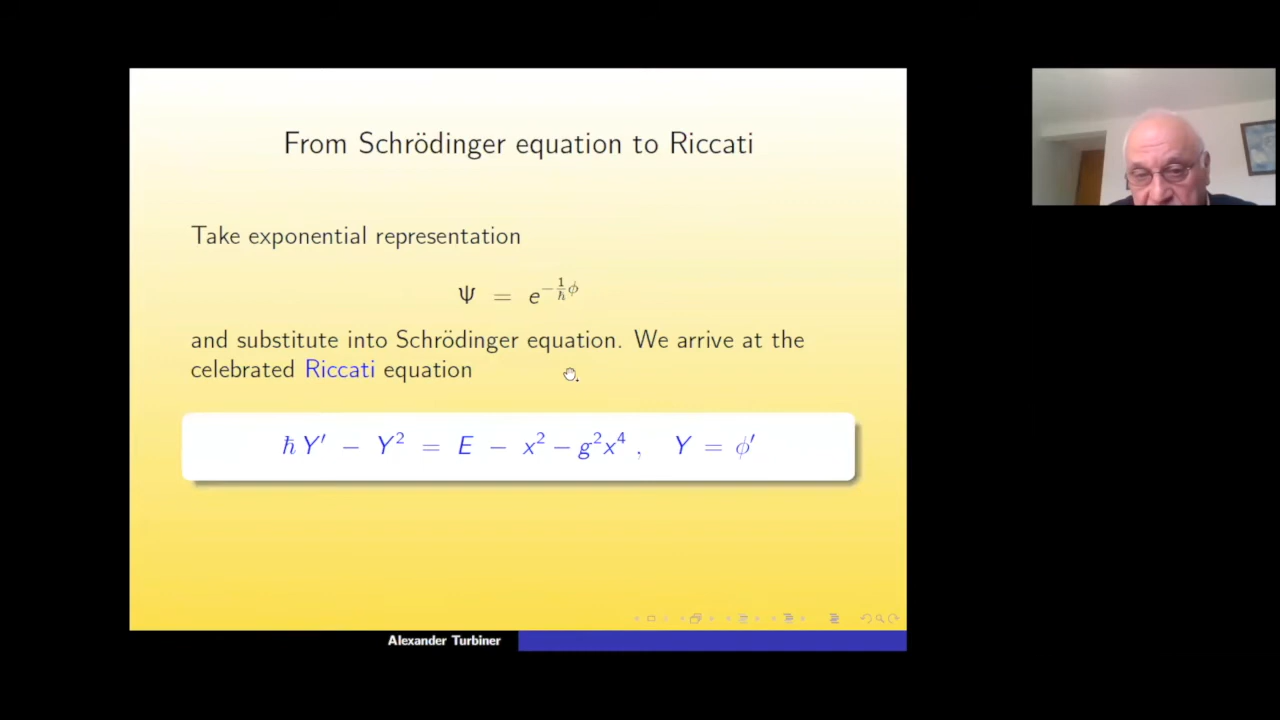 From Schrödinger equation to Riccati
Take exponential representation
Ψ = e^{-\frac{1}{ħ}ϕ}
and substitute into Schrödinger equation. We arrive at the
celebrated Riccati equation
ħ Y′ − Y² = E − x² − g²x⁴ , Y = ϕ′
Alexander Turbiner